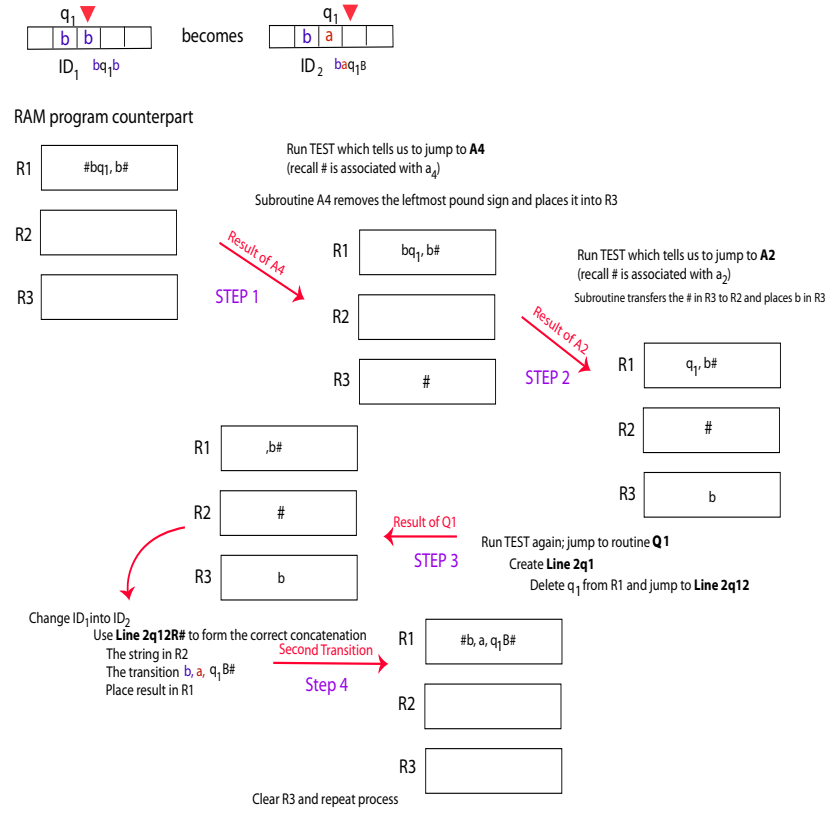 q1 q1
b b becomes b a
ID1 bq1b ID2 baq1B
RAM program counterpart
Run TEST which tells us to jump to A4
(recall # is associated with a4)
R1 #bq1, b#
Subroutine A4 removes the leftmost pound sign and places it into R3
R2
R3
Result of A4
STEP 1
R1 bq1, b#
R2
R3 #
Run TEST which tells us to jump to A2
(recall # is associated with a2)
Subroutine transfers the # in R3 to R2 and places b in R3
Result of A2
STEP 2
R1 q1, b#
R2 #
R3 b
R1 ,b#
R2 #
R3 b
Result of Q1
STEP 3
Run TEST again; jump to routine Q1
Create Line 2q1
Delete q1 from R1 and jump to Line 2q12
Change ID1into ID2
Use Line 2q12R# to form the correct concatenation
The string in R2
The transition b, a, q1B#
Place result in R1
Second Transition
Step 4
R1 #b, a, q1B#
R2
R3
Clear R3 and repeat process